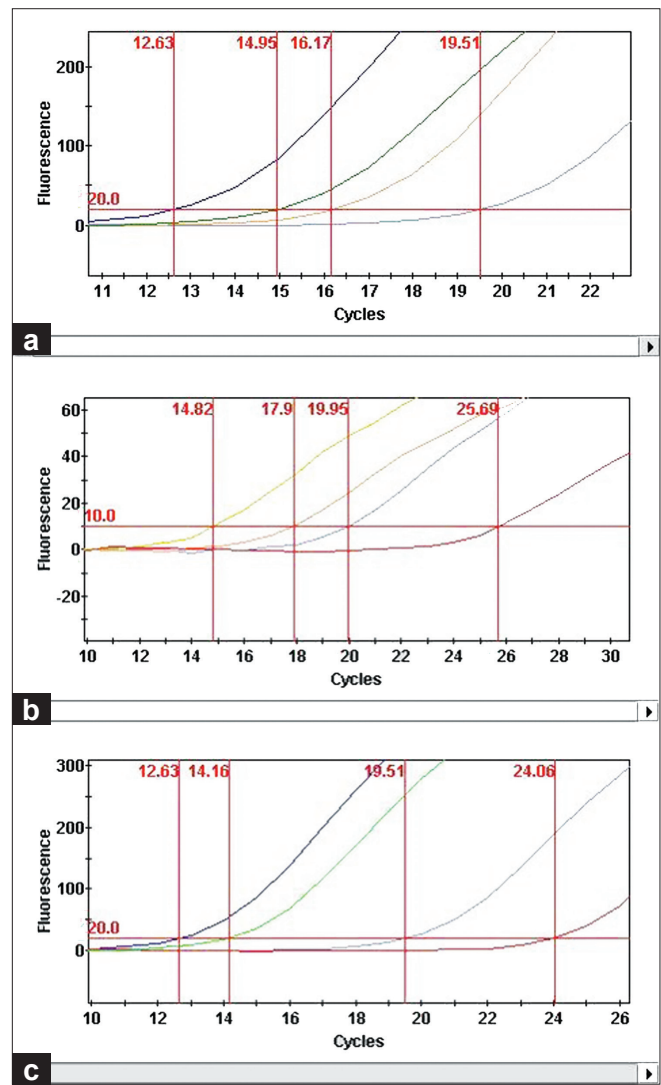 12.63 14.95 16.17 19.51
200
100
20.0
0
Fluorescence
11 12 13 14 15 16 17 18 19 20 21 22
Cycles
a
14.82 17.9 19.95 25.69
60
40
20
10.0
0
-20
Fluorescence
10 12 14 16 18 20 22 24 26 28 30
Cycles
b
12.63 14.16 19.51 24.06
300
200
100
20.0
0
Fluorescence
10 12 14 16 18 20 22 24 26
Cycles
c